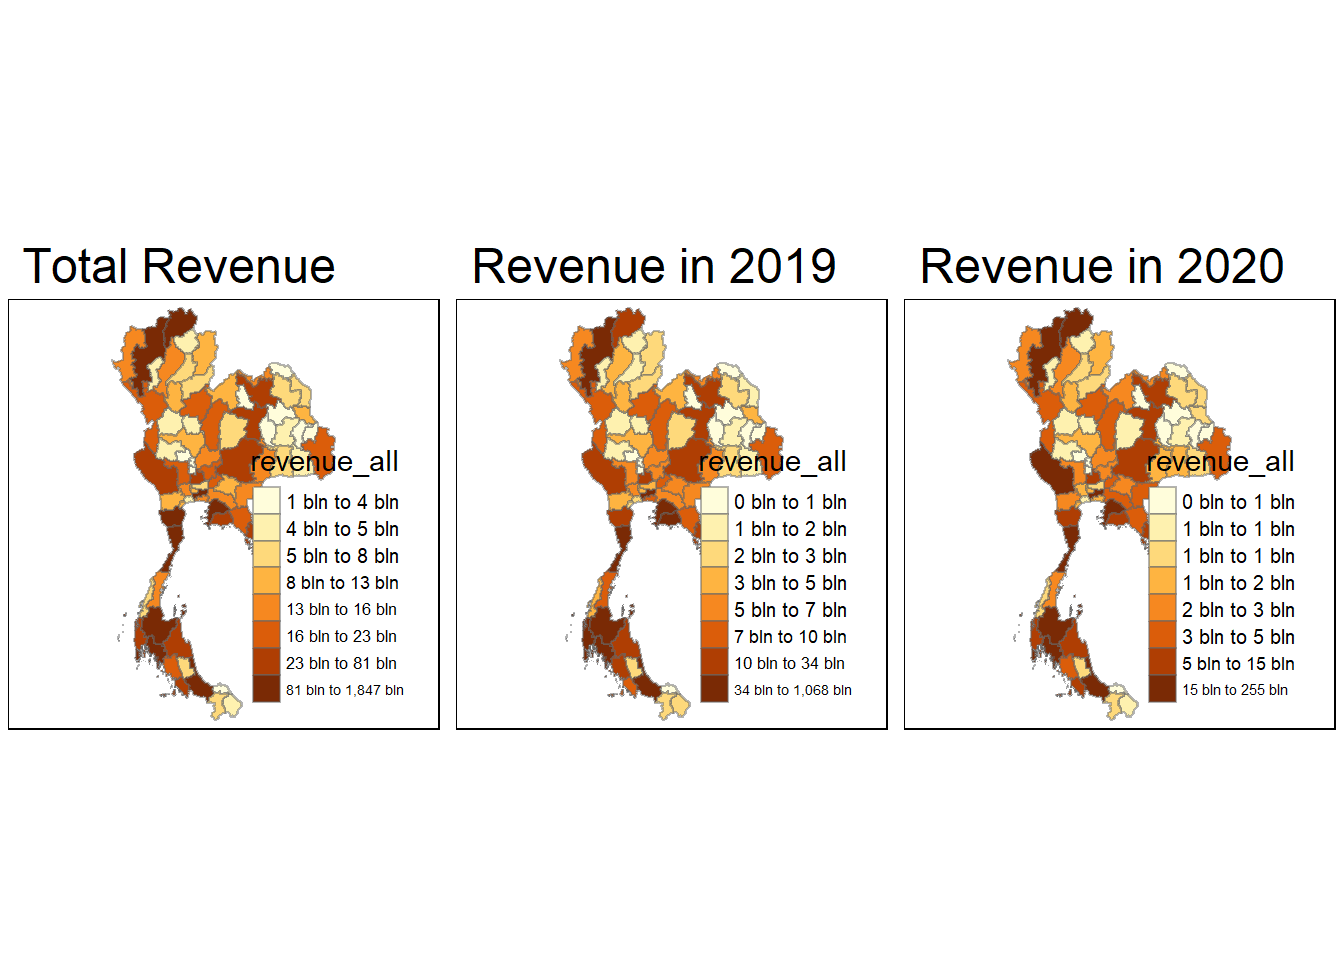 Total Revenue
revenue_all
1 bln to 4 bln
4 bln to 5 bln
5 bln to 8 bln
8 bln to 13 bln
13 bln to 16 bln
16 bln to 23 bln
23 bln to 81 bln
81 bln to 1,847 bln
Revenue in 2019
revenue_all
0 bln to 1 bln
1 bln to 2 bln
2 bln to 3 bln
3 bln to 5 bln
5 bln to 7 bln
7 bln to 10 bln
10 bln to 34 bln
34 bln to 1,068 bln
Revenue in 2020
revenue_all
0 bln to 1 bln
1 bln to 1 bln
1 bln to 1 bln
1 bln to 2 bln
2 bln to 3 bln
3 bln to 5 bln
5 bln to 15 bln
15 bln to 255 bln